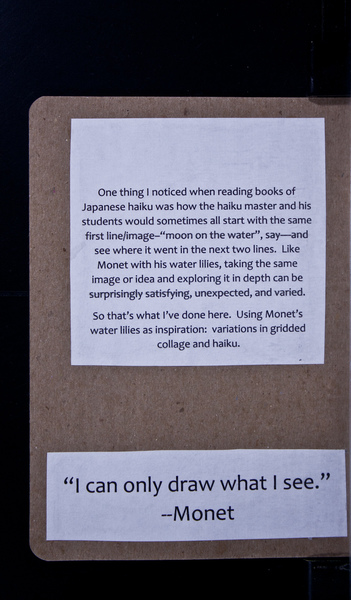 One thing I noticed when reading books of
Japanese haiku was how the haiku master and his
students would sometimes all start with the same
first line/image–“moon on the water”, say—and
see where it went in the next two lines.  Like
Monet with his water lilies, taking the same
image or idea and exploring it in depth can be
surprisingly satisfying, unexpected, and varied.
So that’s what I’ve done here.  Using Monet’s
water lilies as inspiration:  variations in gridded
collage and haiku.
“I can only draw what I see.”
--Monet